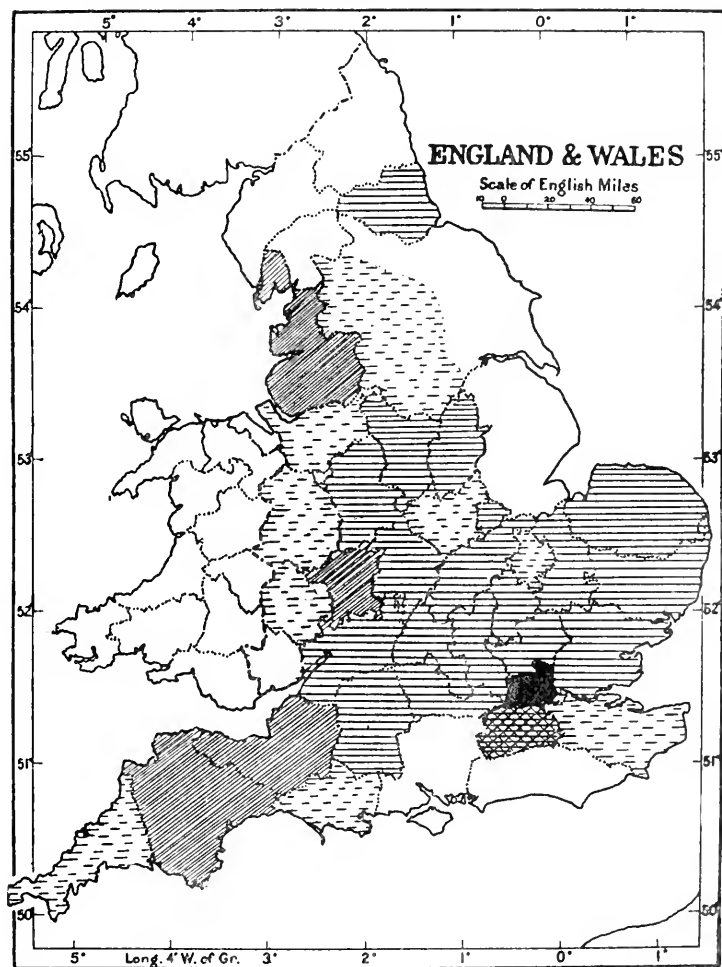 5° 4° 3° 2° 1° 0° 1°
ENGLAND & WALES
Scale of English Miles
10 0 20 40 60
55° 55°
54° 54°
53° 53°
52° 52°
51° 51°
50° 50°
5° Long. 4° W. of Gr. 3° 2° 1° 0° 1°